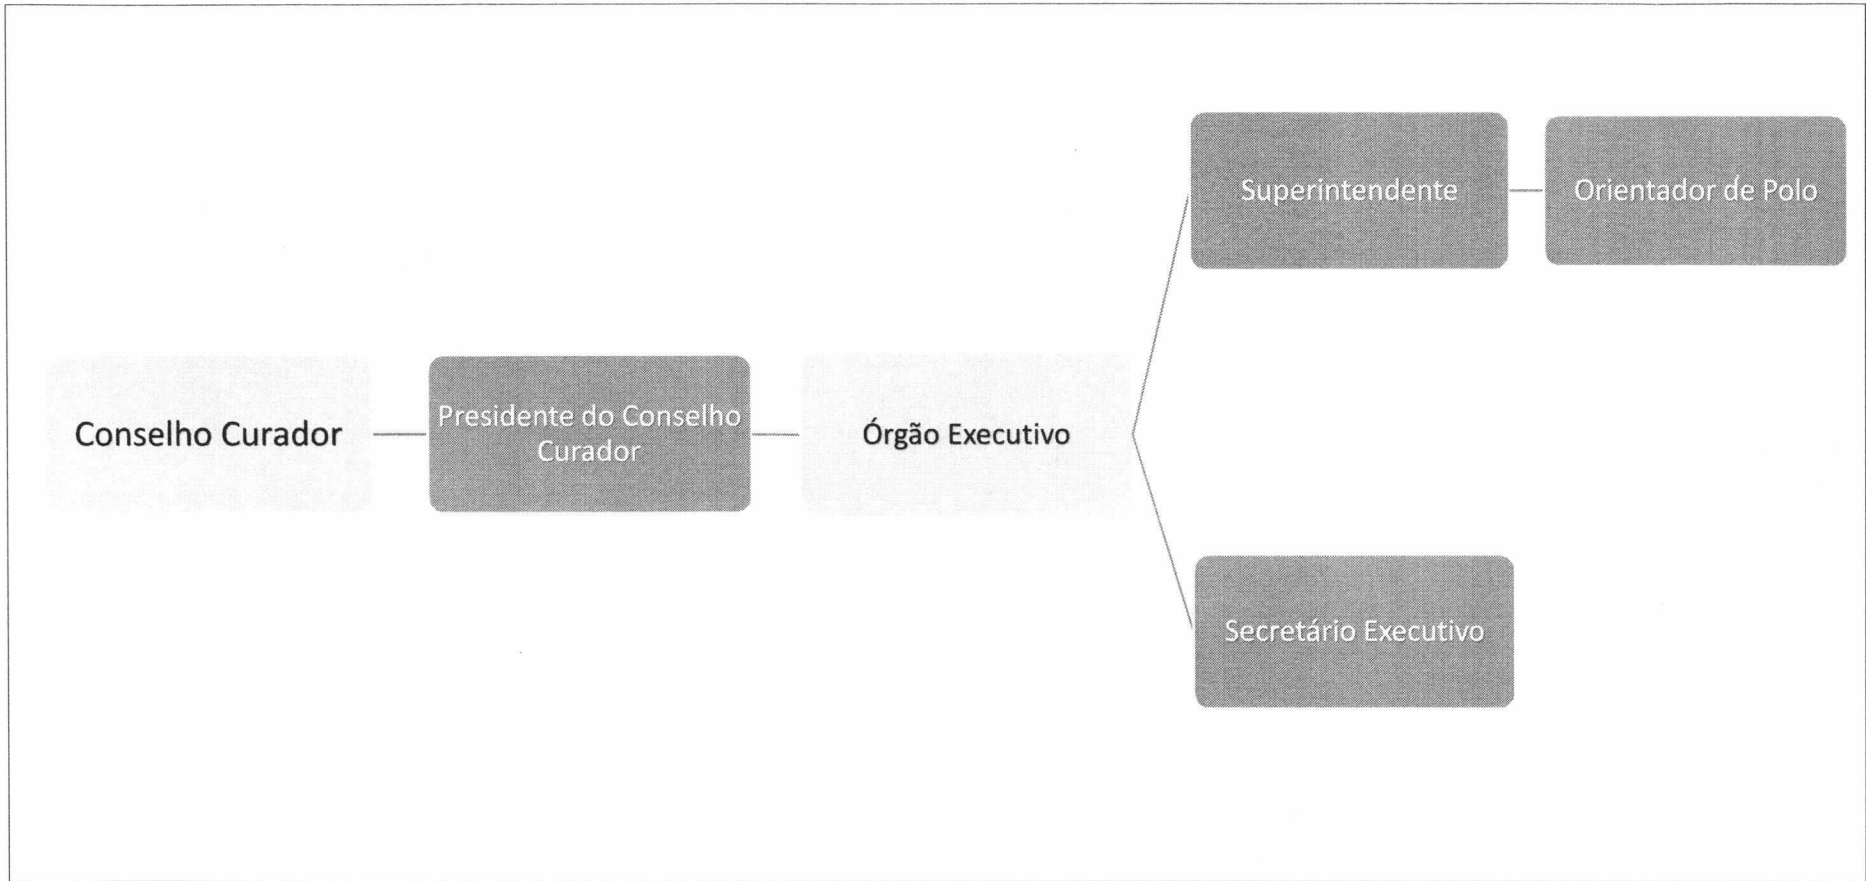 Superintendente
Orientador de Polo
Conselho Curador
Presidente do Conselho
Curador
Órgão Executivo
Secretário Executivo